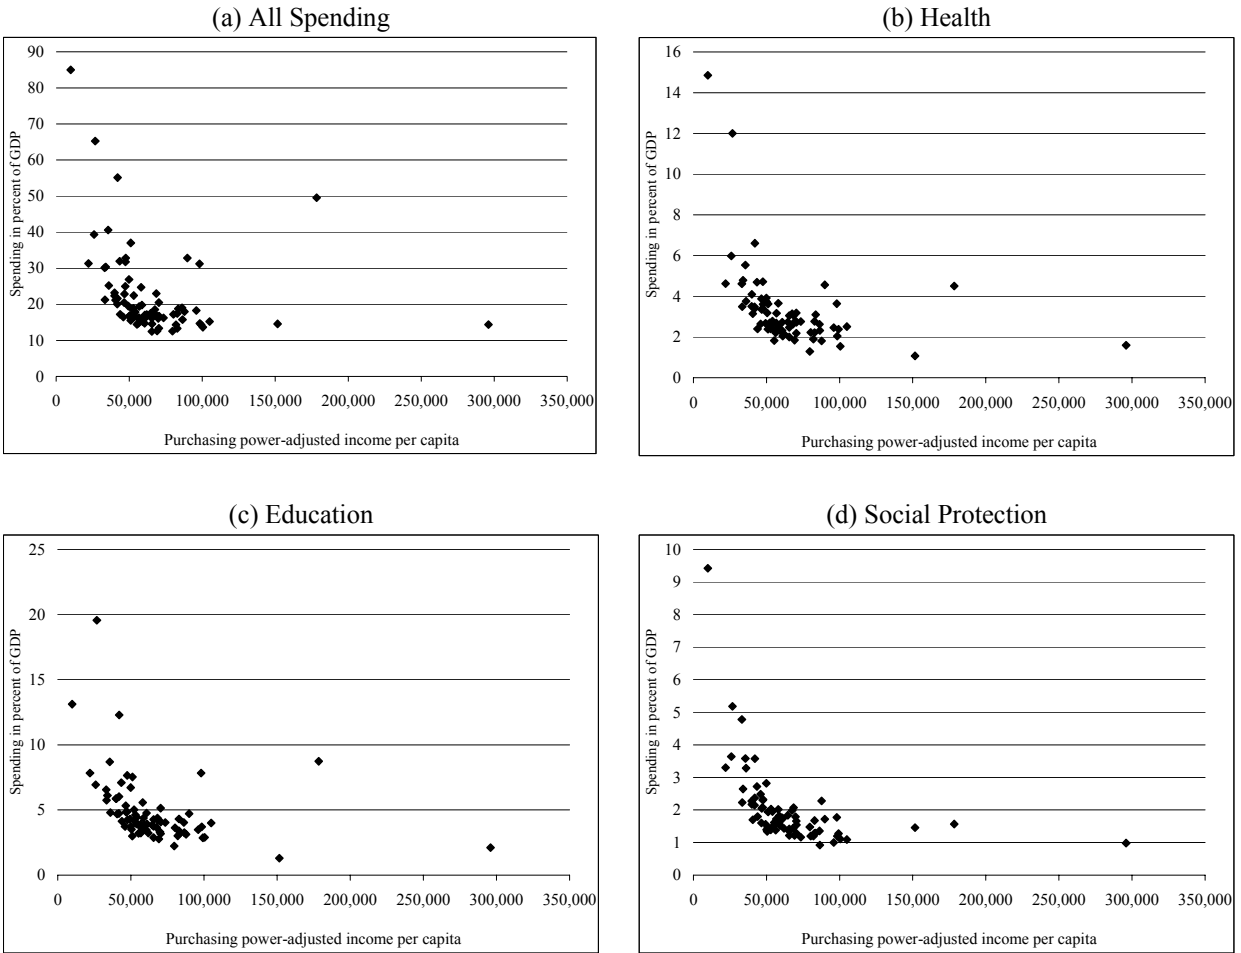 (a) All Spending
90
80
70
60
50
40
30
20
10
0
Spending in percent of GDP
0 50,000 100,000 150,000 200,000 250,000 300,000 350,000
Purchasing power-adjusted income per capita
(b) Health
16
14
12
10
8
6
4
2
0
Spending in percent of GDP
0 50,000 100,000 150,000 200,000 250,000 300,000 350,000
Purchasing power-adjusted income per capita
(c) Education
25
20
15
10
5
0
Spending in percent of GDP
0 50,000 100,000 150,000 200,000 250,000 300,000 350,000
Purchasing power-adjusted income per capita
(d) Social Protection
10
9
8
7
6
5
4
3
2
1
0
Spending in percent of GDP
0 50,000 100,000 150,000 200,000 250,000 300,000 350,000
Purchasing power-adjusted income per capita